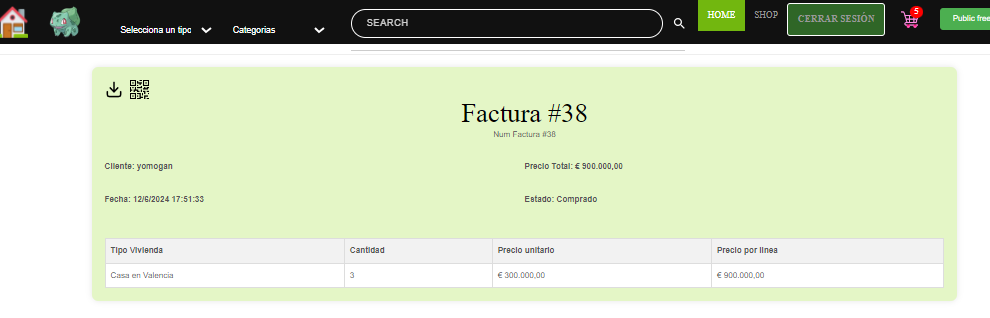 Selecciona un tipo
Categorias
SEARCH
HOME
SHOP
CERRAR SESIÓN
5
Public free
Factura #38
Num Factura #38
Cliente: yomogan
Precio Total: € 900.000,00
Fecha: 12/6/2024 17:51:33
Estado: Comprado
Tipo Vivienda Cantidad Precio unitario Precio por linea
Casa en Valencia 3 € 300.000,00 € 900.000,00